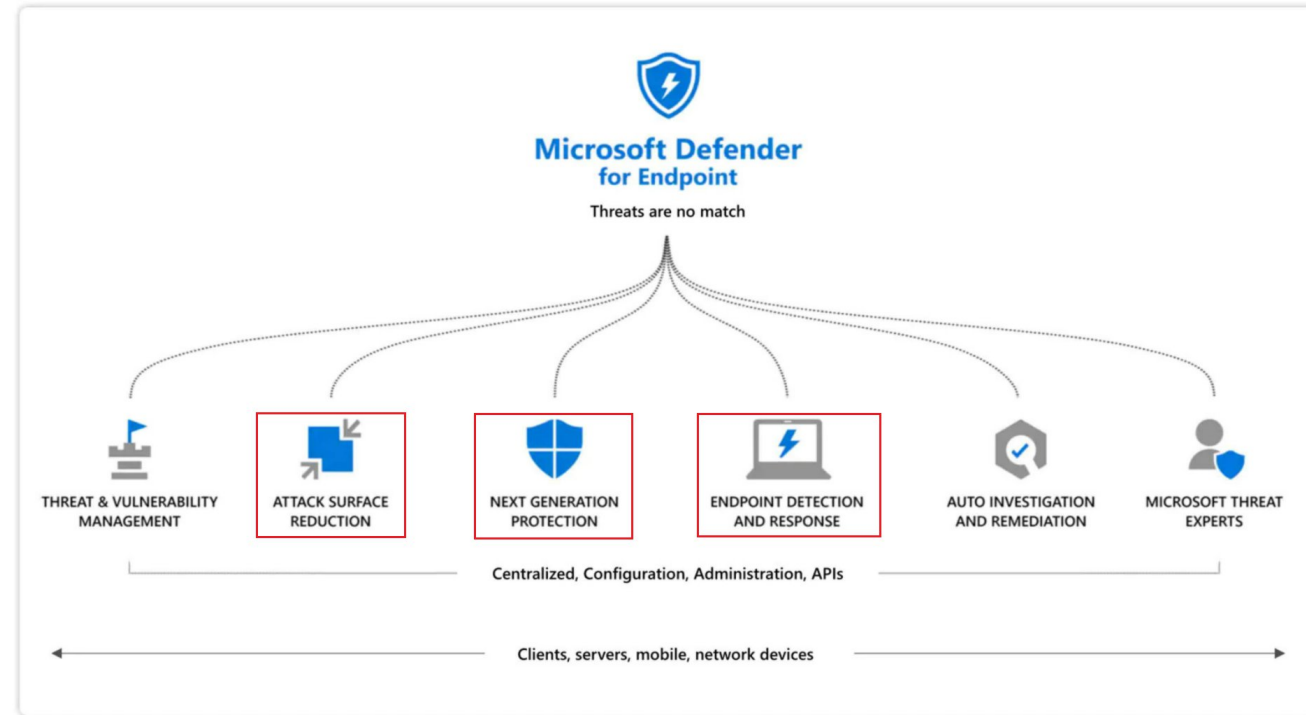 Microsoft Defender
for Endpoint
Threats are no match
THREAT & VULNERABILITY
MANAGEMENT
ATTACK SURFACE
REDUCTION
NEXT GENERATION
PROTECTION
ENDPOINT DETECTION
AND RESPONSE
AUTO INVESTIGATION
AND REMEDIATION
MICROSOFT THREAT
EXPERTS
Centralized, Configuration, Administration, APIs
Clients, servers, mobile, network devices